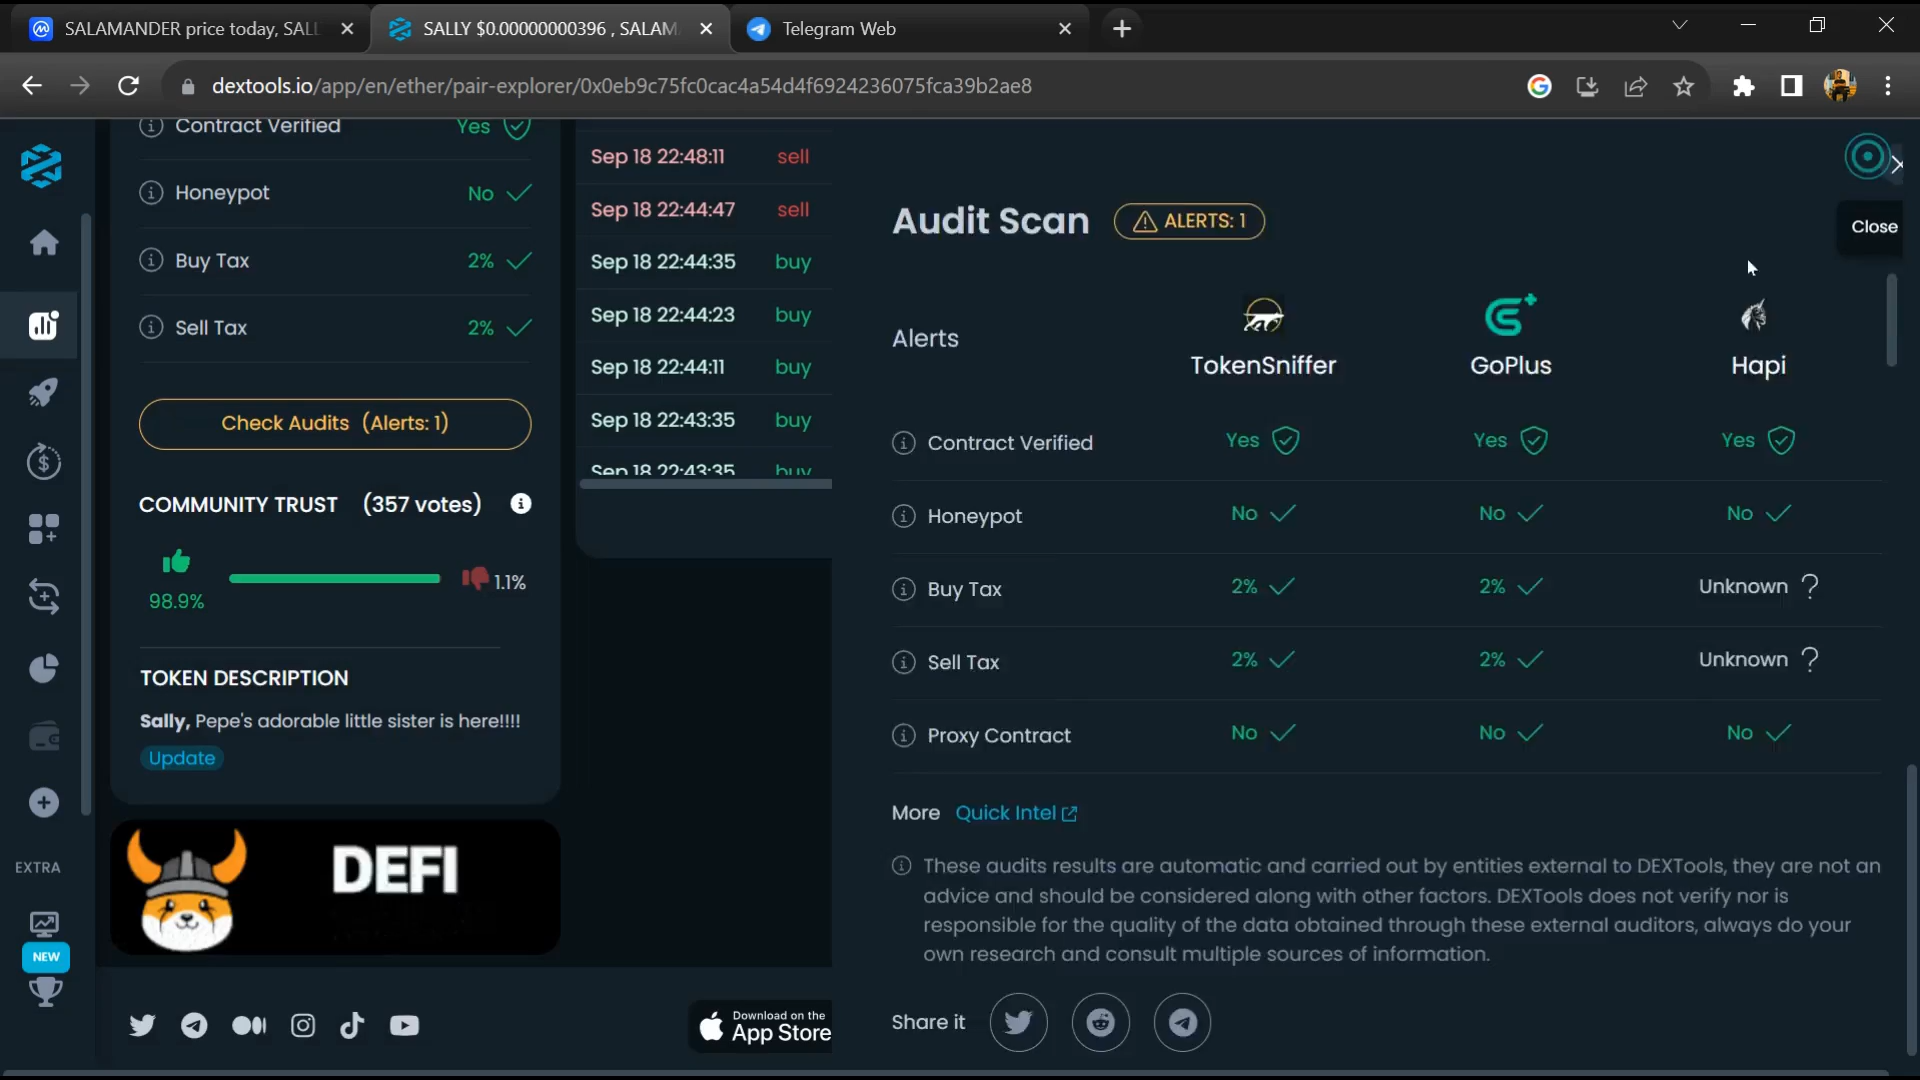 SALAMANDER price today, SALL
SALLY $0.00000000396 , SALAM
Telegram Web
dextools.io/app/en/ether/pair-explorer/0x0eb9c75fc0cac4a54d4f6924236075fca39b2ae8
Contract Verified Yes
Honeypot No
Buy Tax 2%
Sell Tax 2%
Check Audits (Alerts: 1)
COMMUNITY TRUST (357 votes)
98.9%
1.1%
TOKEN DESCRIPTION
Sally, Pepe's adorable little sister is here!!!!
Update
DEFI
EXTRA
NEW
Sep 18 22:48:11 sell
Sep 18 22:44:47 sell
Sep 18 22:44:35 buy
Sep 18 22:44:23 buy
Sep 18 22:44:11 buy
Sep 18 22:43:35 buy
Sep 18 22:43:35 buy
Download on the
App Store
Close
Audit Scan ALERTS: 1
Alerts TokenSniffer GoPlus Hapi
Contract Verified Yes Yes Yes
Honeypot No No No
Buy Tax 2% 2% Unknown ?
Sell Tax 2% 2% Unknown ?
Proxy Contract No No No
More Quick Intel
These audits results are automatic and carried out by entities external to DEXTools, they are not an
advice and should be considered along with other factors. DEXTools does not verify nor is
responsible for the quality of the data obtained through these external auditors, always do your
own research and consult multiple sources of information.
Share it